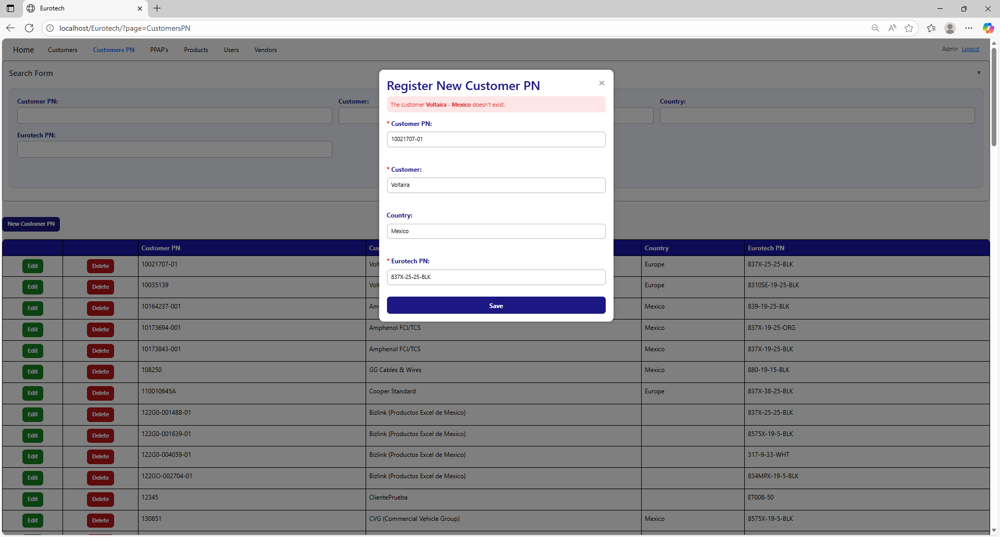 Eurotech
localhost/Eurotech/?page=CustomersPN
Home Customers Customers PN PPAP's Products Users Vendors Admin Logout
Search Form
Customer PN: Customer: Country:
Eurotech PN:
Register New Customer PN
The customer Voltaira - Mexico doesn't exist.
* Customer PN:
10021707-01
* Customer:
Voltaira
Country:
Mexico
* Eurotech PN:
837X-25-25-BLK
Save
New Customer PN
Customer PN Cus Country Eurotech PN
Edit Delete 10021707-01 Volt Europe 837X-25-25-BLK
Edit Delete 10035139 Volt Europe 8310SE-19-25-BLK
Edit Delete 10164237-001 Am Mexico 839-19-25-BLK
Edit Delete 10173694-001 Amphenol FCI/TCS Mexico 837X-19-25-ORG
Edit Delete 10173843-001 Amphenol FCI/TCS Mexico 837X-19-25-BLK
Edit Delete 108250 GG Cables & Wires Mexico 880-19-15-BLK
Edit Delete 110010645A Cooper Standard Europe 837X-38-25-BLK
Edit Delete 122G0-001488-01 Bizlink (Productos Excel de Mexico) 837X-25-25-BLK
Edit Delete 122G0-001639-01 Bizlink (Productos Excel de Mexico) 8575X-19-5-BLK
Edit Delete 122G0-004059-01 Bizlink (Productos Excel de Mexico) 317-9-33-WHT
Edit Delete 122GO-002704-01 Bizlink (Productos Excel de Mexico) 834MPX-19-5-BLK
Edit Delete 12345 ClientePrueba ET008-50
Edit Delete 130851 CVG (Commercial Vehicle Group) Mexico 8575X-19-5-BLK